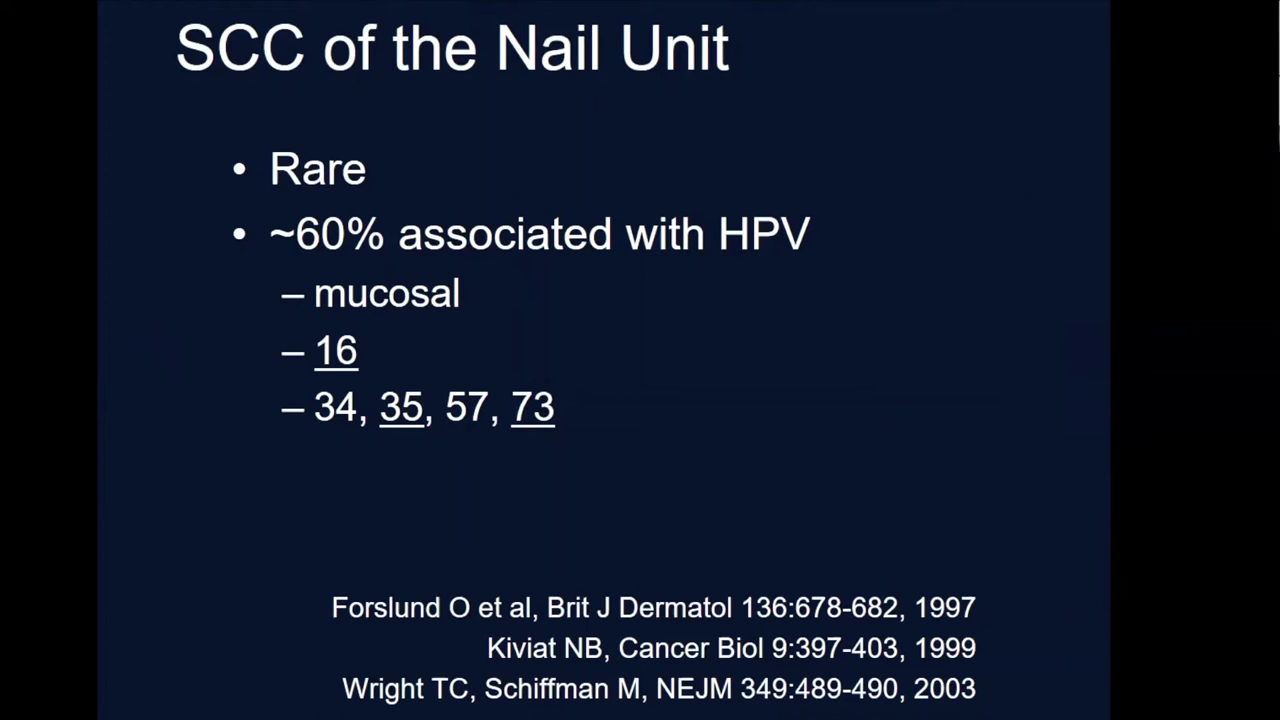 SCC of the Nail Unit
• Rare
• ~60% associated with HPV
– mucosal
– 16
– 34, 35, 57, 73
Forslund O et al, Brit J Dermatol 136:678-682, 1997
Kiviat NB, Cancer Biol 9:397-403, 1999
Wright TC, Schiffman M, NEJM 349:489-490, 2003